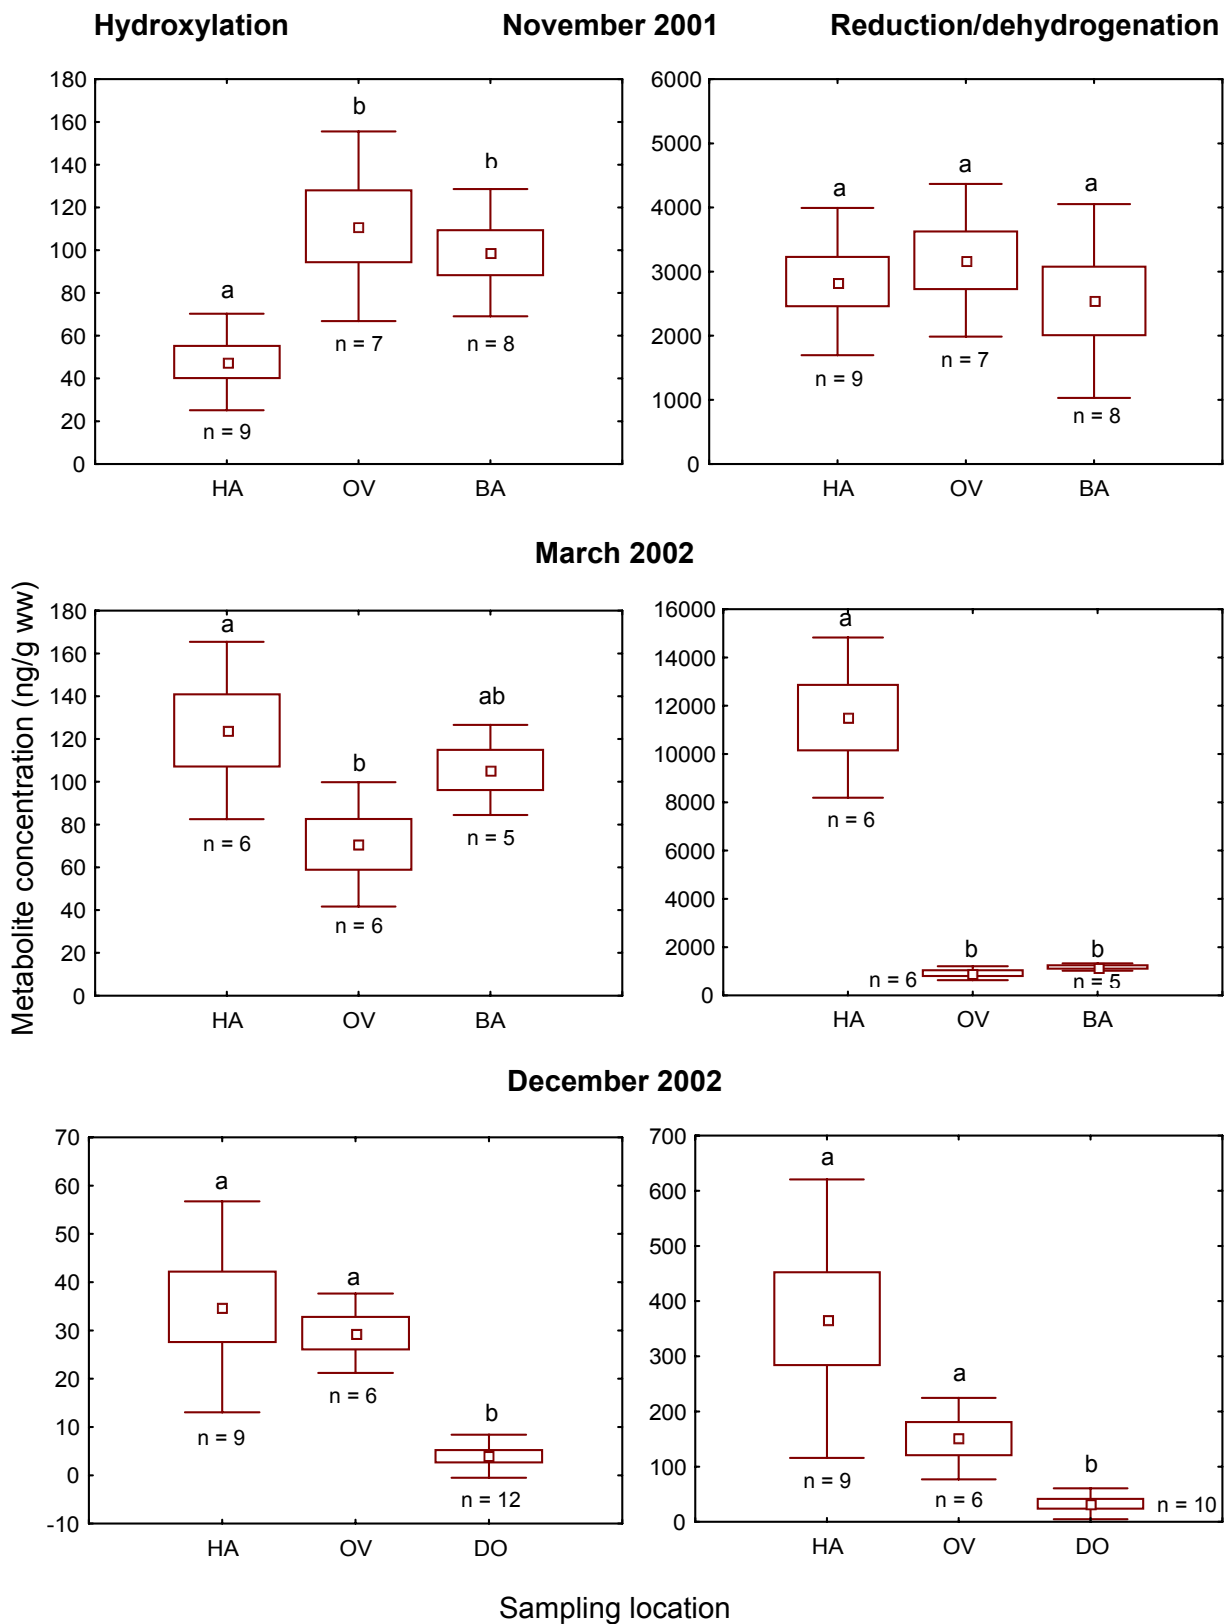 Hydroxylation November 2001 Reduction/dehydrogenation
180
160
140
120
100
80
60
40
20
0
a
b
b
n = 9
n = 7
n = 8
HA OV BA
6000
5000
4000
3000
2000
1000
0
a
a
a
n = 9
n = 7
n = 8
HA OV BA
March 2002
Metabolite concentration (ng/g ww)
180
160
140
120
100
80
60
40
20
0
a
b
ab
n = 6
n = 6
n = 5
HA OV BA
16000
14000
12000
10000
8000
6000
4000
2000
0
a
b
b
n = 6
n = 6
n = 5
HA OV BA
December 2002
70
60
50
40
30
20
10
0
-10
a
a
b
n = 9
n = 6
n = 12
HA OV DO
700
600
500
400
300
200
100
0
a
a
b
n = 9
n = 6
n = 10
HA OV DO
Sampling location